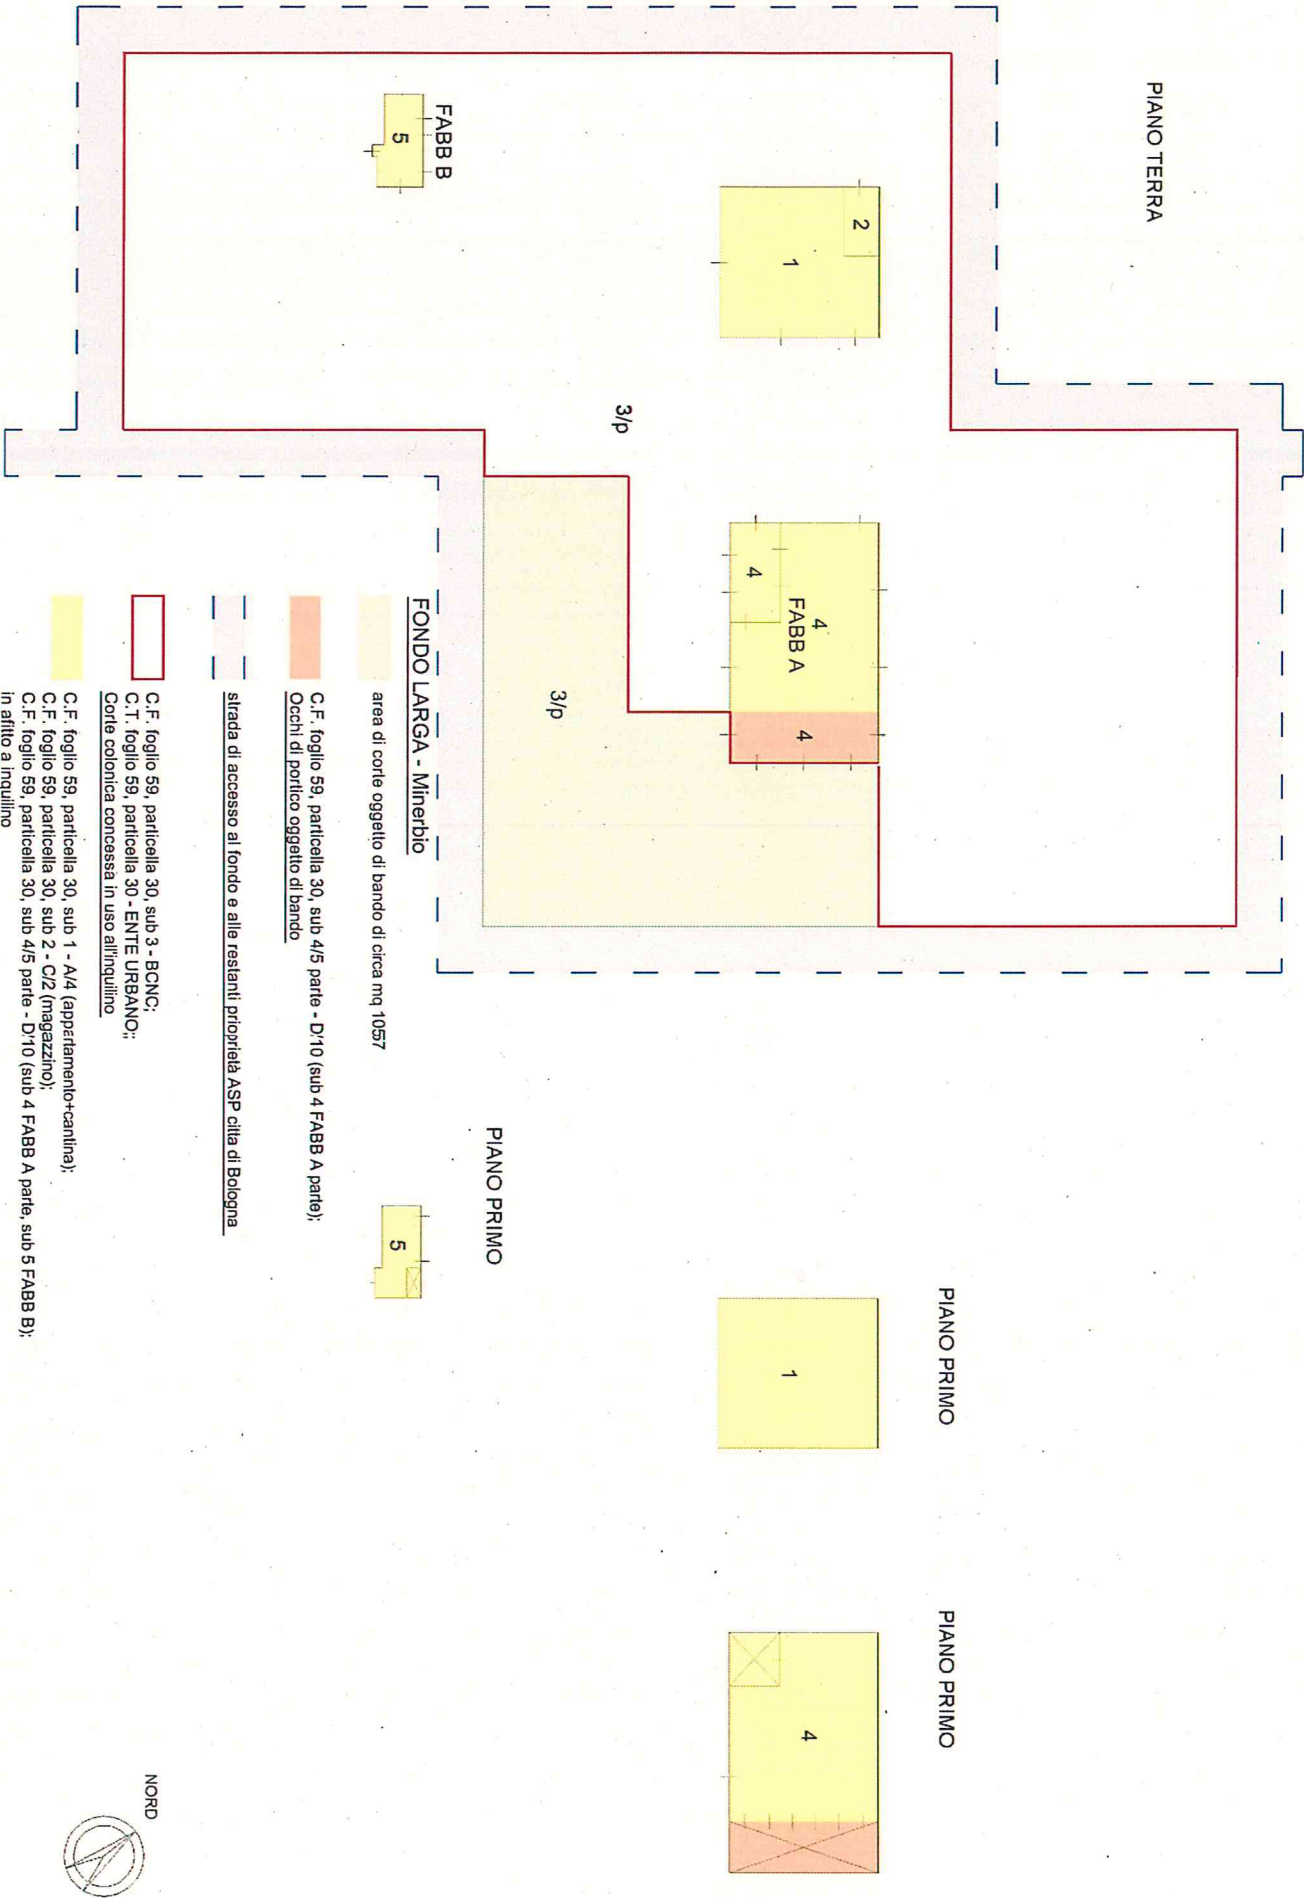 PIANO TERRA
FABB B
5
2
1
3/p
4
4
FABB A
4
3/p
PIANO PRIMO
5
PIANO PRIMO
1
PIANO PRIMO
4
FONDO LARGA - Minerbio
area di corte oggetto di bando di circa mq 1057
C.F. foglio 59, particella 30, sub 4/5 parte - D/10 (sub 4 FABB A parte);
Occhi di portico oggetto di bando
strada di accesso al fondo e alle restanti prioprietà ASP citta di Bologna
C.F. foglio 59, particella 30, sub 3 - BCNC;
C.T. foglio 59, particella 30 - ENTE URBANO;;
Corte colonica concessa in uso all'inquilino
C.F. foglio 59, particella 30, sub 1 - A/4 (appartamento+cantina);
C.F. foglio 59, particella 30, sub 2 - C/2 (magazzino);
C.F. foglio 59, particella 30, sub 4/5 parte - D/10 (sub 4 FABB A parte, sub 5 FABB B);
in affitto a inquilino
NORD